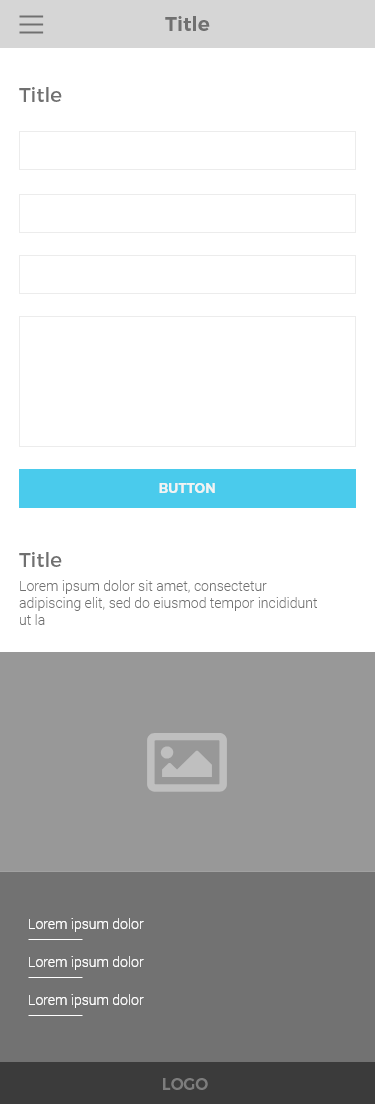 Title
Title
BUTTON
Title
Lorem ipsum dolor sit amet, consectetur
adipiscing elit, sed do eiusmod tempor incididunt
ut la
Lorem ipsum dolor
Lorem ipsum dolor
Lorem ipsum dolor
LOGO